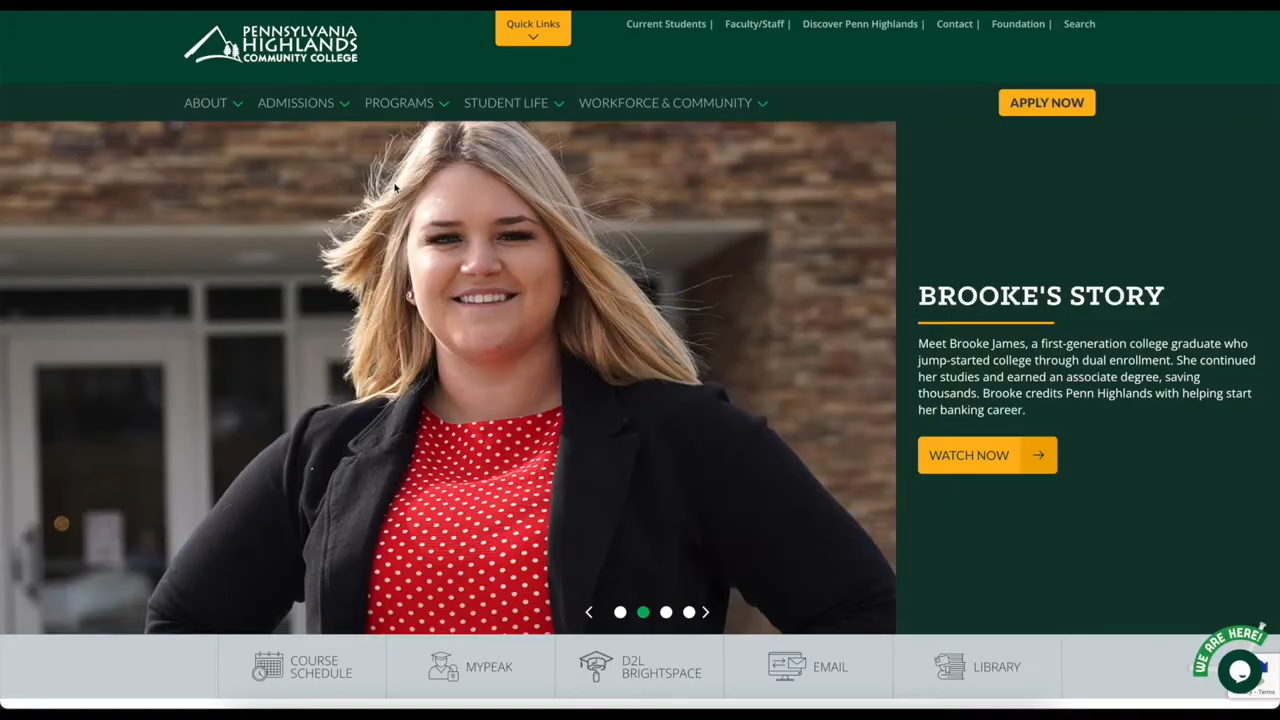 PENNSYLVANIA
HIGHLANDS
COMMUNITY COLLEGE
Quick Links
Current Students |
Faculty/Staff |
Discover Penn Highlands |
Contact |
Foundation |
Search
ABOUT
ADMISSIONS
PROGRAMS
STUDENT LIFE
WORKFORCE & COMMUNITY
APPLY NOW
BROOKE'S STORY
Meet Brooke James, a first-generation college graduate who
jump-started college through dual enrollment. She continued
her studies and earned an associate degree, saving
thousands. Brooke credits Penn Highlands with helping start
her banking career.
WATCH NOW
COURSE
SCHEDULE
MYPEAK
D2L
BRIGHTSPACE
EMAIL
LIBRARY
WE ARE HERE!
- Terms